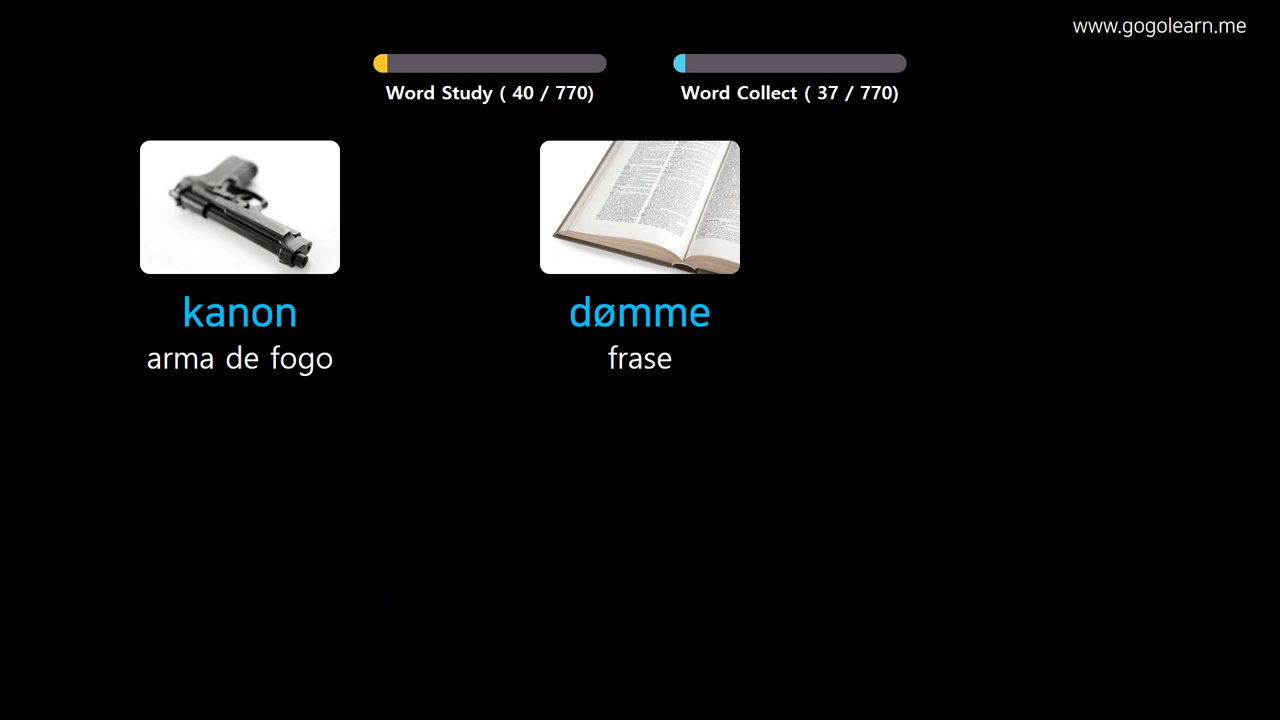 www.gogolearn.me
Word Study ( 40 / 770)
Word Collect ( 37 / 770)
kanon
arma de fogo
dømme
frase